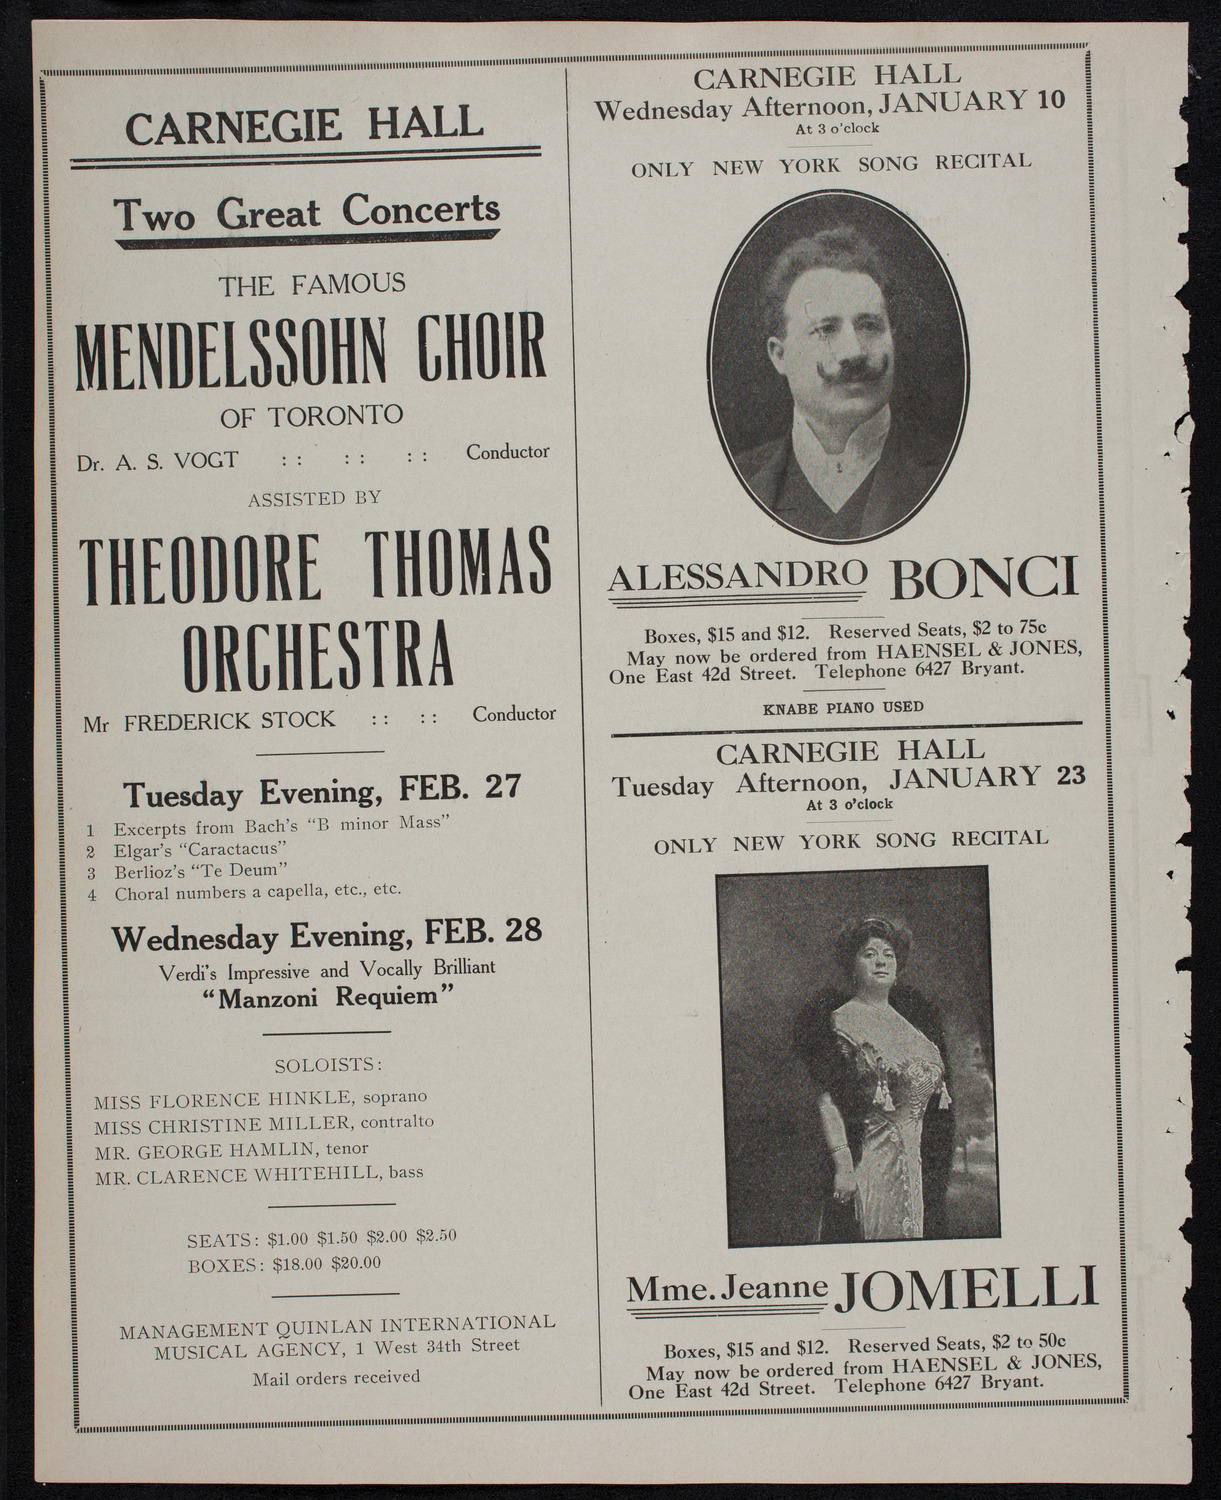 CARNEGIE HALL
Two Great Concerts
THE FAMOUS
MENDELSSOHN CHOIR
OF TORONTO
Dr. A. S. VOGT :: :: :: Conductor
ASSISTED BY
THEODORE THOMAS
ORCHESTRA
Mr FREDERICK STOCK :: :: Conductor
Tuesday Evening, FEB. 27
1 Excerpts from Bach's "B minor Mass"
2 Elgar's "Caractacus"
3 Berlioz's "Te Deum"
4 Choral numbers a capella, etc., etc.
Wednesday Evening, FEB. 28
Verdi's Impressive and Vocally Brilliant
"Manzoni Requiem"
SOLOISTS:
MISS FLORENCE HINKLE, soprano
MISS CHRISTINE MILLER, contralto
MR. GEORGE HAMLIN, tenor
MR. CLARENCE WHITEHILL, bass
SEATS: $1.00 $1.50 $2.00 $2.50
BOXES: $18.00 $20.00
MANAGEMENT QUINLAN INTERNATIONAL
MUSICAL AGENCY, 1 West 34th Street
Mail orders received
CARNEGIE HALL
Wednesday Afternoon, JANUARY 10
At 3 o'clock
ONLY NEW YORK SONG RECITAL
ALESSANDRO BONCI
Boxes, $15 and $12. Reserved Seats, $2 to 75c
May now be ordered from HAENSEL & JONES,
One East 42d Street. Telephone 6427 Bryant.
KNABE PIANO USED
CARNEGIE HALL
Tuesday Afternoon, JANUARY 23
At 3 o'clock
ONLY NEW YORK SONG RECITAL
Mme. Jeanne JOMELLI
Boxes, $15 and $12. Reserved Seats, $2 to 50c
May now be ordered from HAENSEL & JONES,
One East 42d Street. Telephone 6427 Bryant.